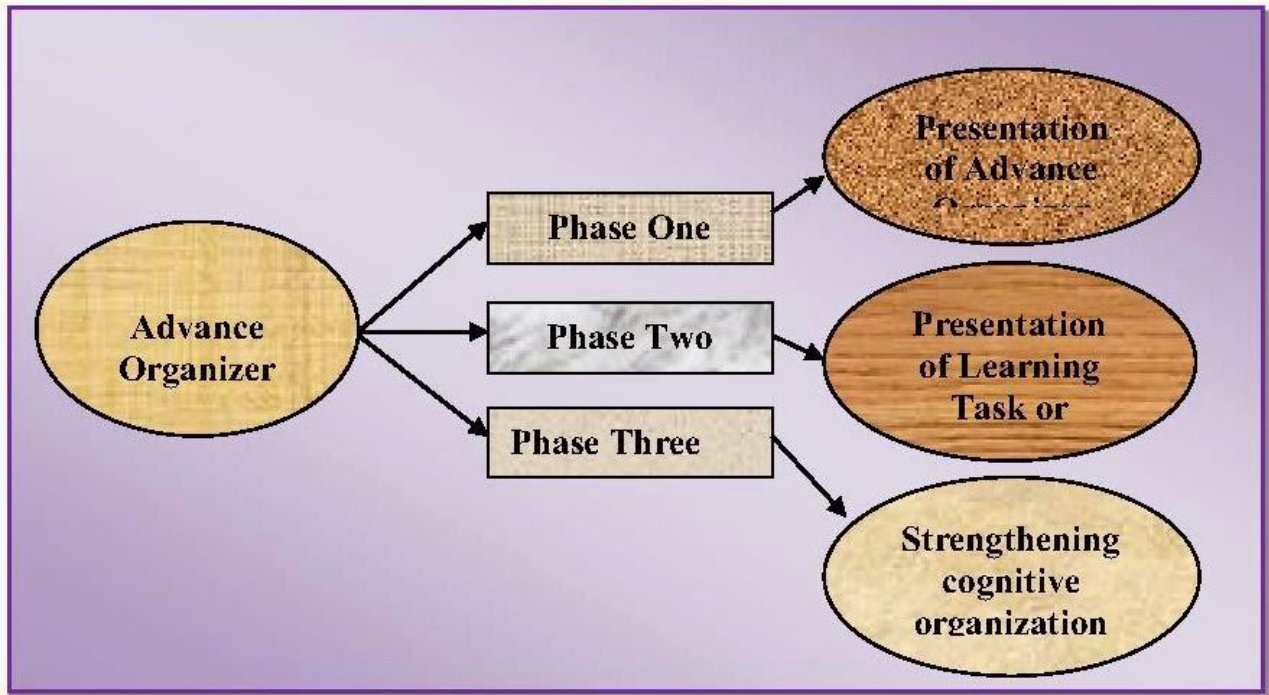 Advance
Organizer
Phase One
Phase Two
Phase Three
Presentation
of Advance
Presentation
of Learning
Task or
Strengthening
cognitive
organization